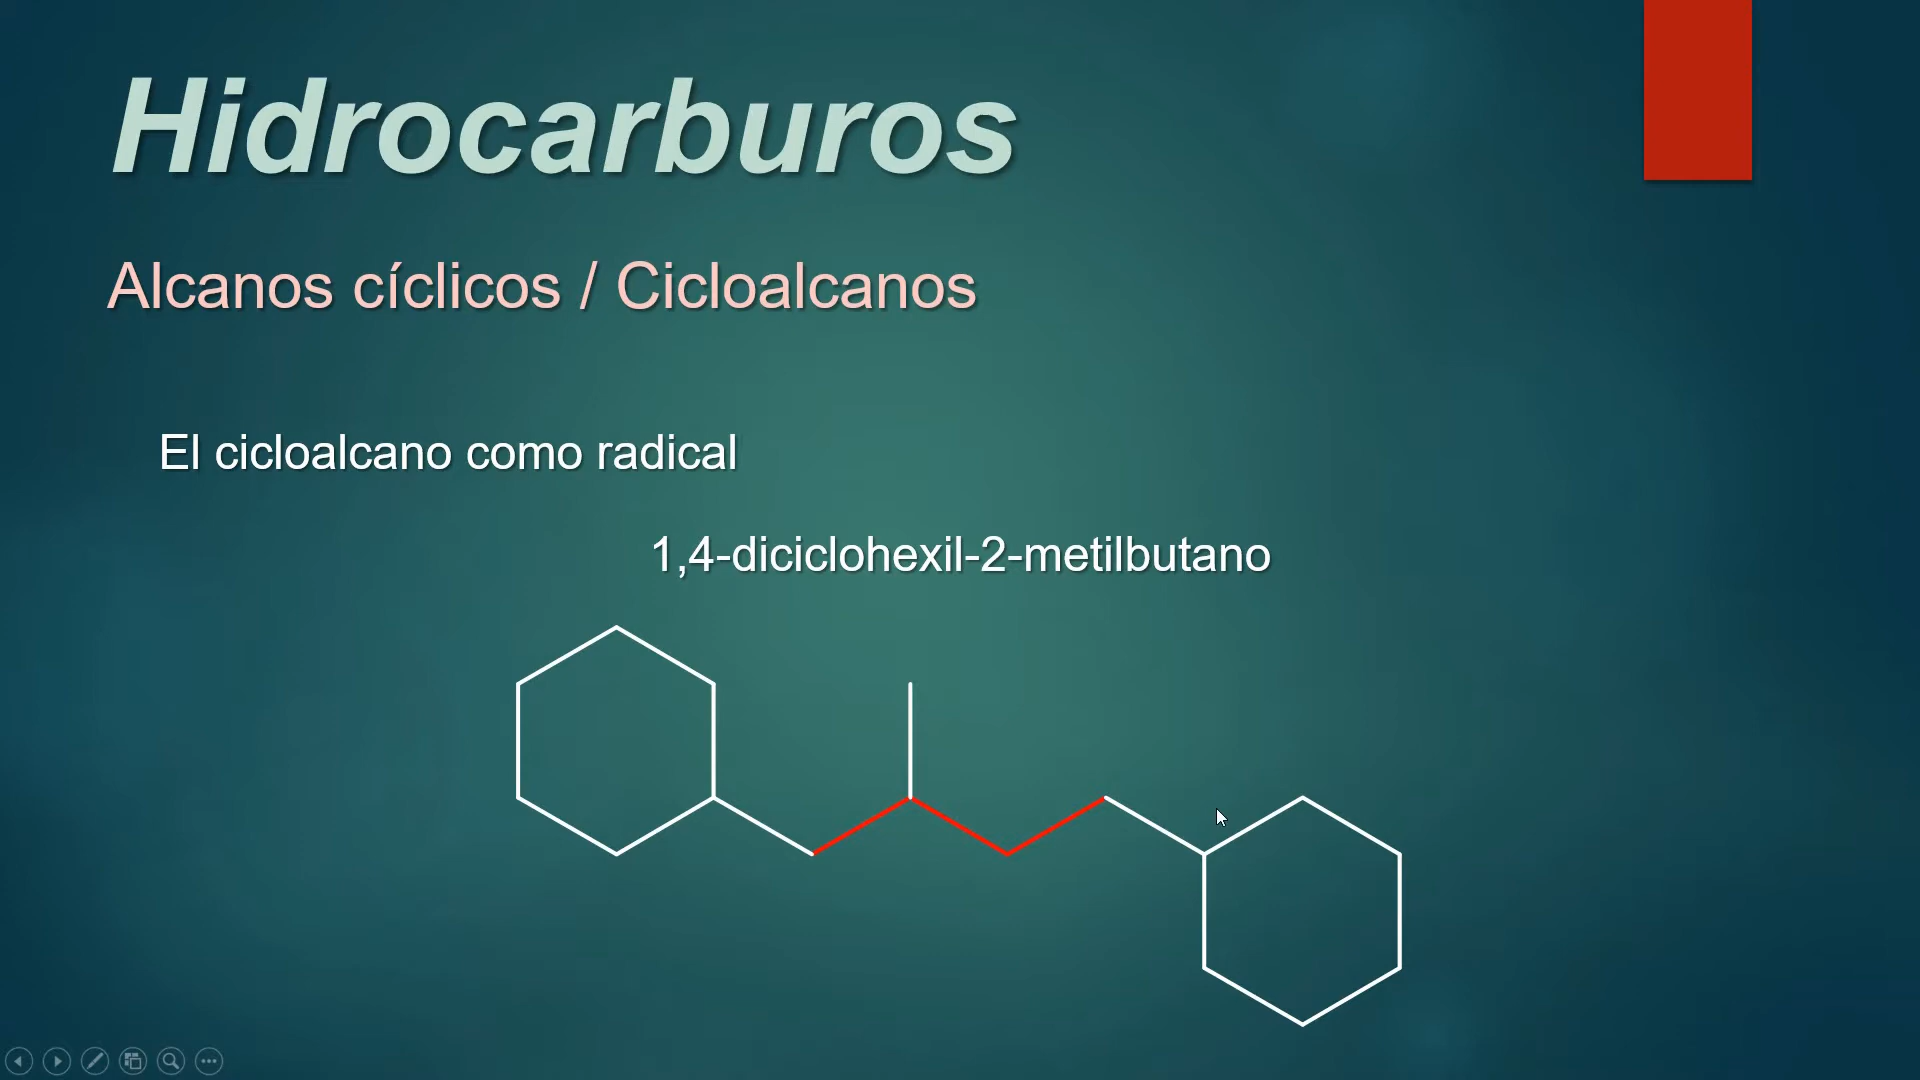 Hidrocarburos
Alcanos cíclicos / Cicloalcanos
El cicloalcano como radical
1,4-diciclohexil-2-metilbutano